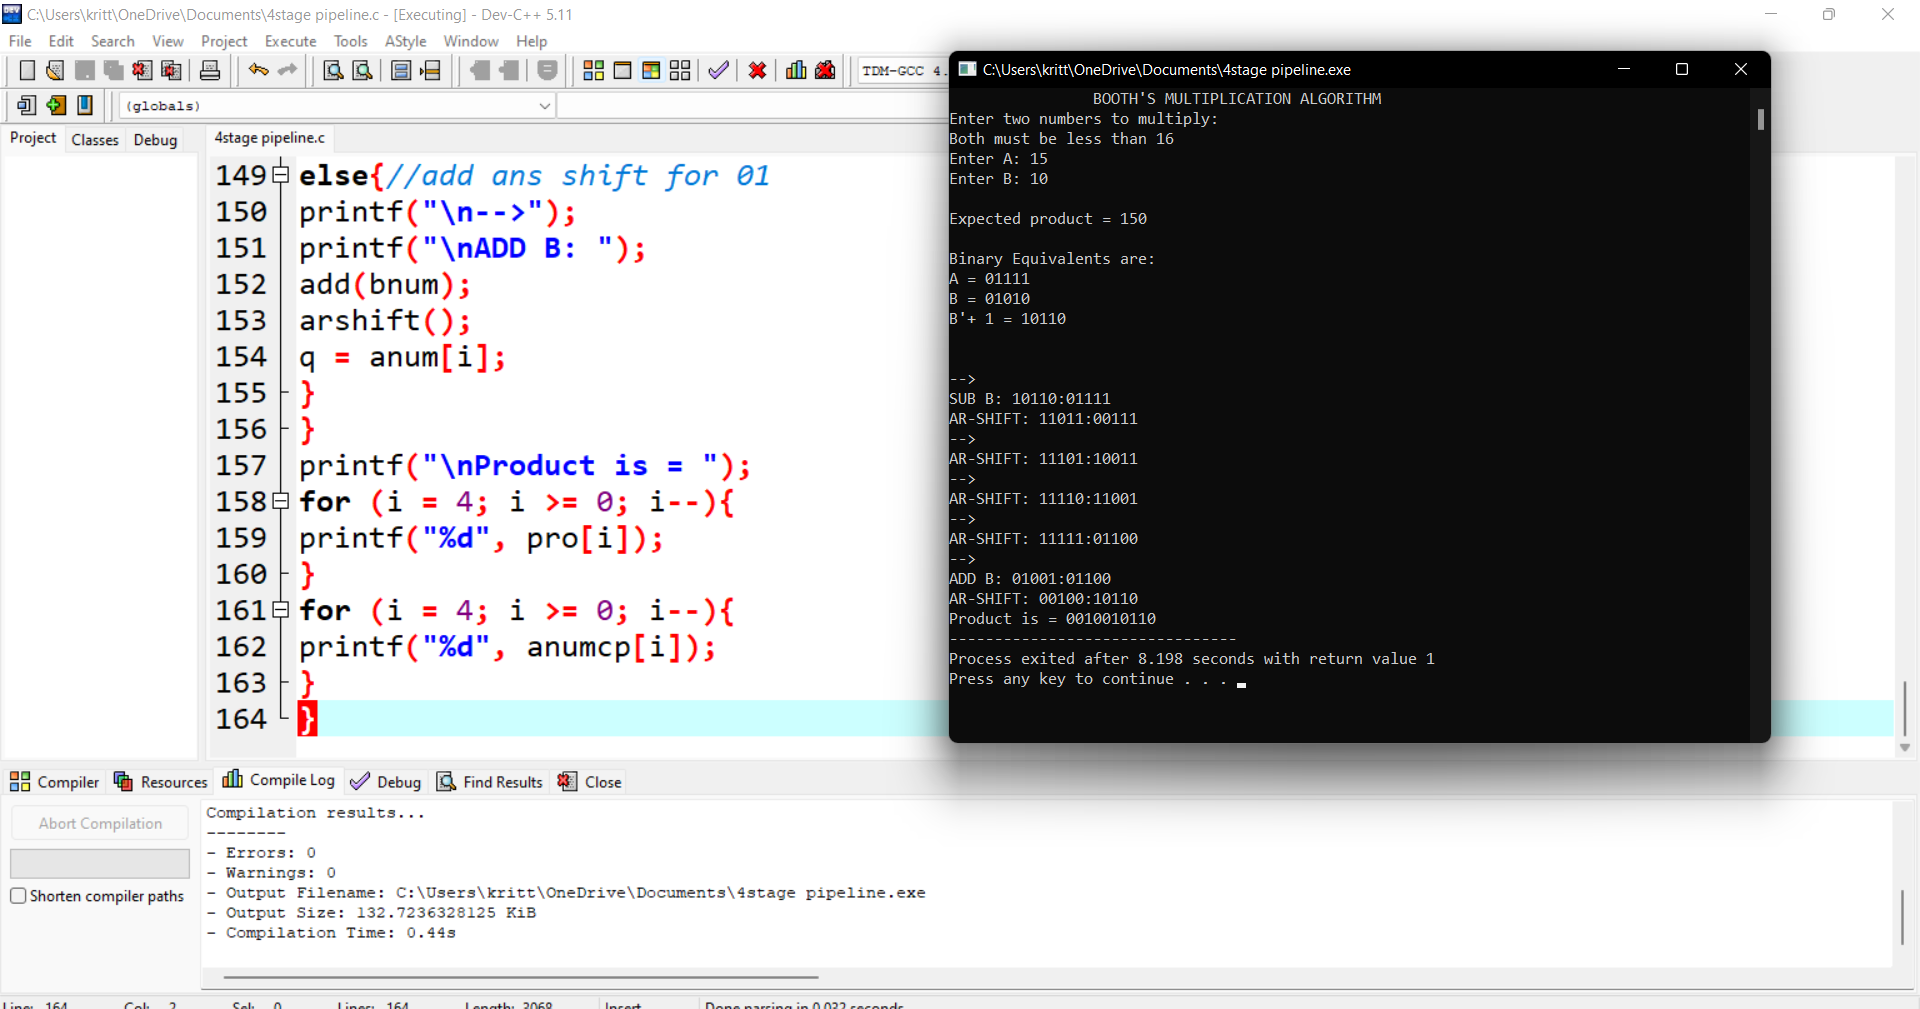 C:\Users\kritt\OneDrive\Documents\4stage pipeline.c - [Executing] - Dev-C++ 5.11
File Edit Search View Project Execute Tools AStyle Window Help
TDM-GCC 4.
(globals)
Project Classes Debug
4stage pipeline.c
149 else{//add ans shift for 01
150 printf("\n-->");
151 printf("\nADD B: ");
152 add(bnum);
153 arshift();
154 q = anum[i];
155 }
156 }
157 printf("\nProduct is = ");
158 for (i = 4; i >= 0; i--){
159 printf("%d", pro[i]);
160 }
161 for (i = 4; i >= 0; i--){
162 printf("%d", anumcp[i]);
163 }
164 }
C:\Users\kritt\OneDrive\Documents\4stage pipeline.exe
BOOTH'S MULTIPLICATION ALGORITHM
Enter two numbers to multiply:
Both must be less than 16
Enter A: 15
Enter B: 10
Expected product = 150
Binary Equivalents are:
A = 01111
B = 01010
B'+ 1 = 10110
-->
SUB B: 10110:01111
AR-SHIFT: 11011:00111
-->
AR-SHIFT: 11101:10011
-->
AR-SHIFT: 11110:11001
-->
AR-SHIFT: 11111:01100
-->
ADD B: 01001:01100
AR-SHIFT: 00100:10110
Product is = 0010010110
--------------------------------
Process exited after 8.198 seconds with return value 1
Press any key to continue . . .
Compiler Resources Compile Log Debug Find Results Close
Abort Compilation
Shorten compiler paths
Compilation results...
--------
- Errors: 0
- Warnings: 0
- Output Filename: C:\Users\kritt\OneDrive\Documents\4stage pipeline.exe
- Output Size: 132.7236328125 KiB
- Compilation Time: 0.44s
Line: 164 Col: 2 Sel: 0 Lines: 164 Length: 3068 Insert Done parsing in 0.032 seconds